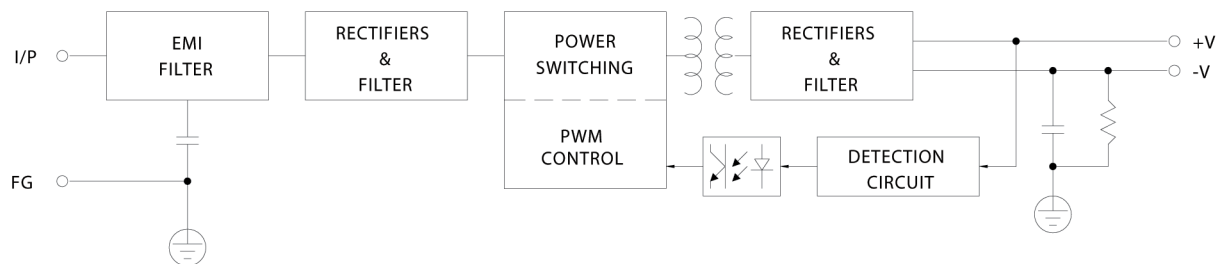 I/P
EMI
FILTER
RECTIFIERS
&
FILTER
POWER
SWITCHING
PWM
CONTROL
RECTIFIERS
&
FILTER
+V
-V
DETECTION
CIRCUIT
FG